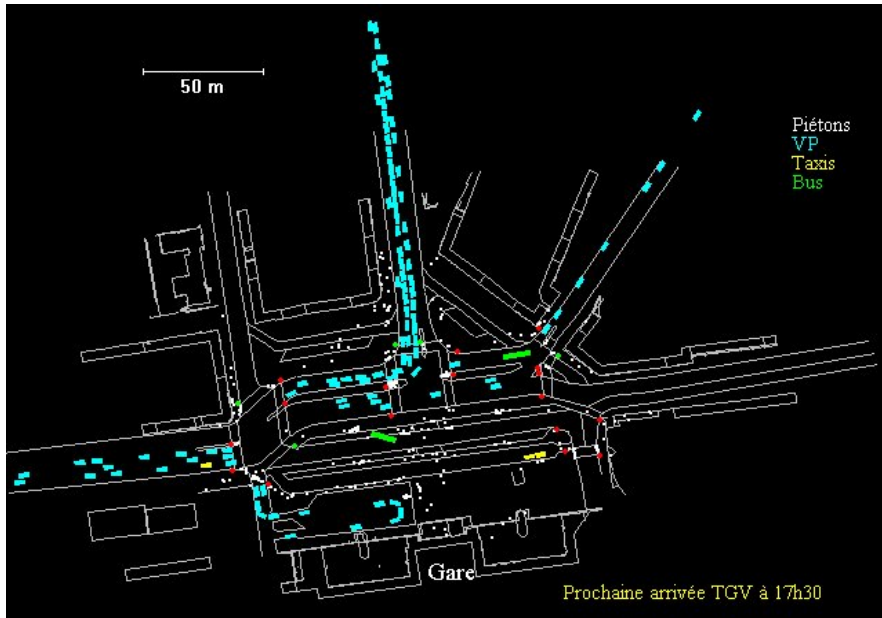 50 m
Piétons
VP
Taxis
Bus
Gare
Prochaine arrivée TGV à 17h30